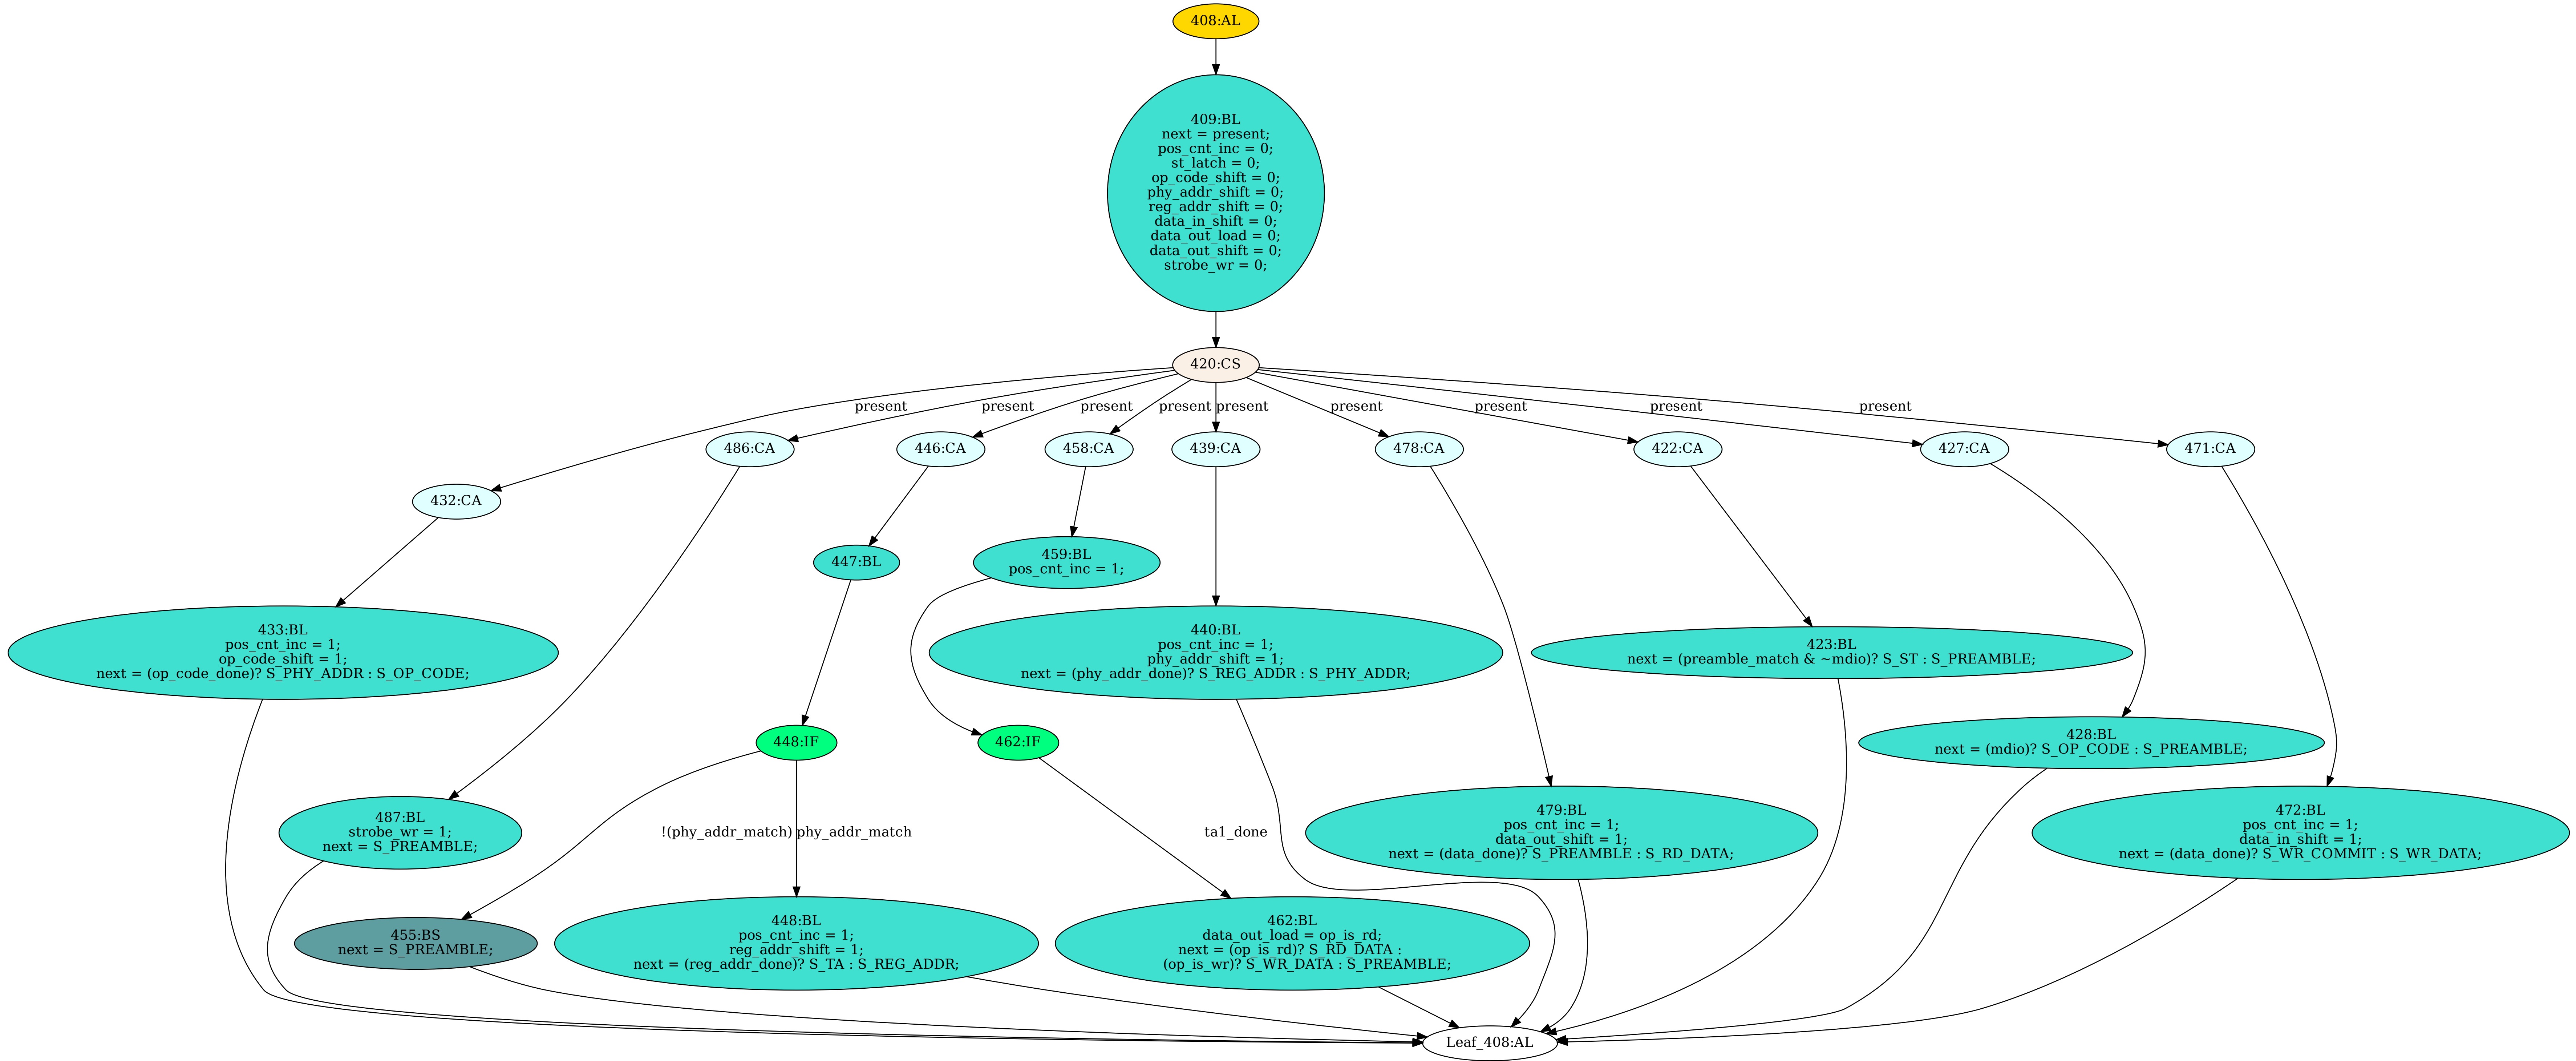 408:AL
409:BL
next = present;
pos_cnt_inc = 0;
st_latch = 0;
op_code_shift = 0;
phy_addr_shift = 0;
reg_addr_shift = 0;
data_in_shift = 0;
data_out_load = 0;
data_out_shift = 0;
strobe_wr = 0;
420:CS
present
present
present
present
present
present
present
present
present
432:CA
486:CA
446:CA
458:CA
439:CA
478:CA
422:CA
427:CA
471:CA
447:BL
459:BL
pos_cnt_inc = 1;
433:BL
pos_cnt_inc = 1;
op_code_shift = 1;
next = (op_code_done)? S_PHY_ADDR : S_OP_CODE;
440:BL
pos_cnt_inc = 1;
phy_addr_shift = 1;
next = (phy_addr_done)? S_REG_ADDR : S_PHY_ADDR;
423:BL
next = (preamble_match & ~mdio)? S_ST : S_PREAMBLE;
448:IF
462:IF
428:BL
next = (mdio)? S_OP_CODE : S_PREAMBLE;
487:BL
strobe_wr = 1;
next = S_PREAMBLE;
!(phy_addr_match)
phy_addr_match
ta1_done
479:BL
pos_cnt_inc = 1;
data_out_shift = 1;
next = (data_done)? S_PREAMBLE : S_RD_DATA;
472:BL
pos_cnt_inc = 1;
data_in_shift = 1;
next = (data_done)? S_WR_COMMIT : S_WR_DATA;
455:BS
next = S_PREAMBLE;
448:BL
pos_cnt_inc = 1;
reg_addr_shift = 1;
next = (reg_addr_done)? S_TA : S_REG_ADDR;
462:BL
data_out_load = op_is_rd;
next = (op_is_rd)? S_RD_DATA :
(op_is_wr)? S_WR_DATA : S_PREAMBLE;
Leaf_408:AL